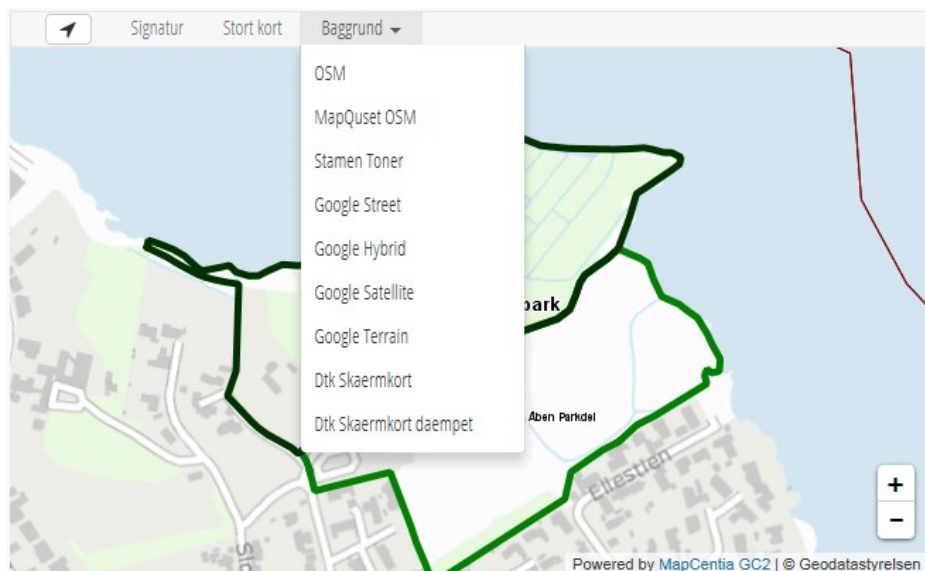 Signatur Stort kort Baggrund
OSM
MapQuset OSM
Stamen Toner
Google Street
Google Hybrid
Google Satellite
Google Terrain
Dtk Skaermkort
Dtk Skaermkort daempet
park
Åben Parkdel
Ellestien
Sl
+
−
Powered by MapCentia GC2 | © Geodatastyrelsen